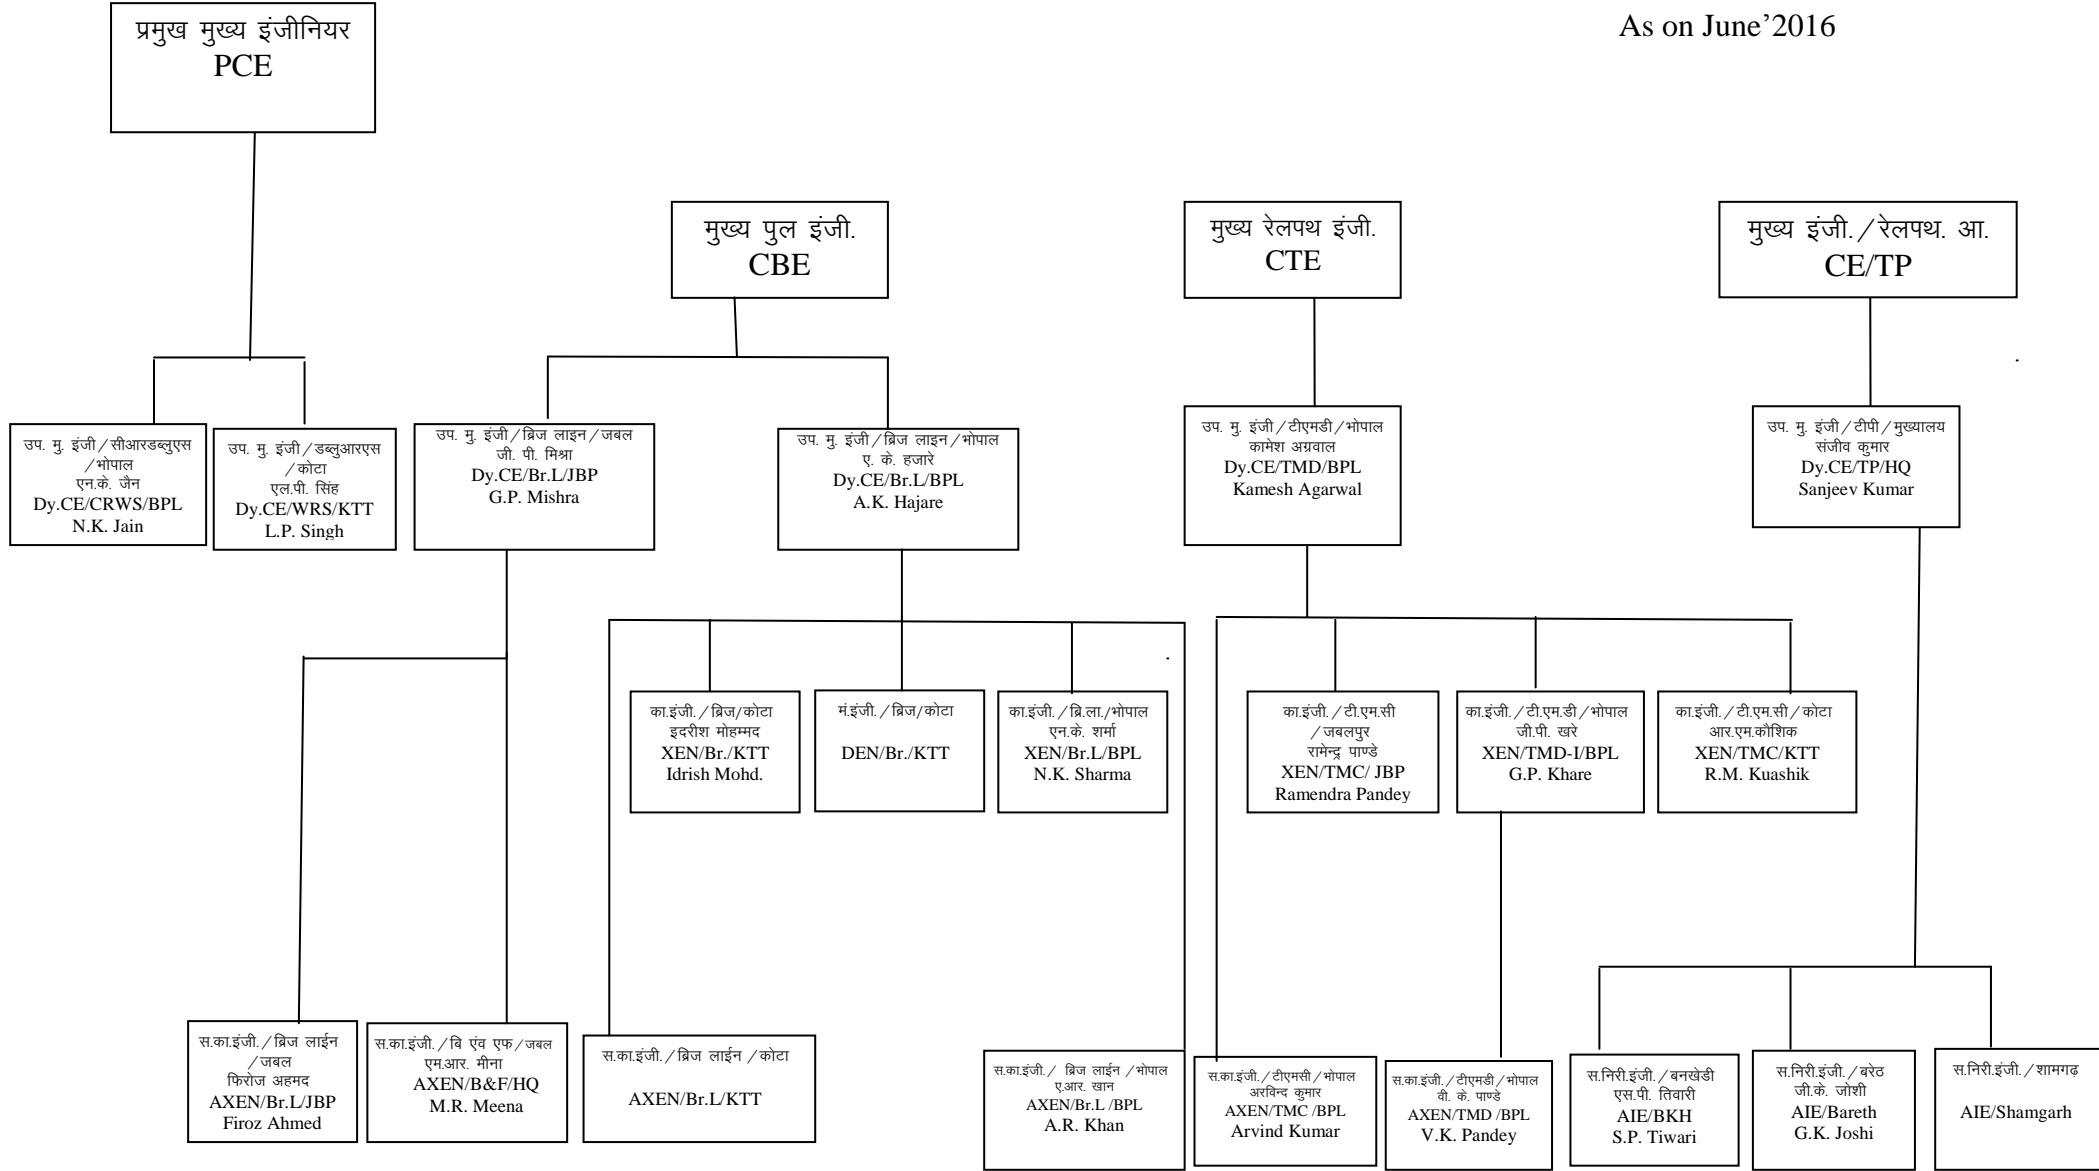 As on June’2016
प्रमुख मुख्य इंजीनियर
PCE
मुख्य पुल इंजी.
CBE
मुख्य रेलपथ इंजी.
CTE
मुख्य इंजी./रेलपथ. आ.
CE/TP
उप. मु. इंजी/सीआरडब्लुएस
/भोपाल
एन.के. जैन
Dy.CE/CRWS/BPL
N.K. Jain
उप. मु. इंजी/डब्लुआरएस
/कोटा
एल.पी. सिंह
Dy.CE/WRS/KTT
L.P. Singh
उप. मु. इंजी/ब्रिज लाइन/जबल
जी. पी. मिश्रा
Dy.CE/Br.L/JBP
G.P. Mishra
उप. मु. इंजी/ब्रिज लाइन/भोपाल
ए. के. हजारे
Dy.CE/Br.L/BPL
A.K. Hajare
उप. मु. इंजी/टीएमडी/भोपाल
कामेश अग्रवाल
Dy.CE/TMD/BPL
Kamesh Agarwal
उप. मु. इंजी/टीपी/मुख्यालय
संजीव कुमार
Dy.CE/TP/HQ
Sanjeev Kumar
का.इंजी./ब्रिज/कोटा
इदरीश मोहम्मद
XEN/Br./KTT
Idrish Mohd.
मं.इंजी./ब्रिज/कोटा
DEN/Br./KTT
का.इंजी./ब्रि.ला./भोपाल
एन.के. शर्मा
XEN/Br.L/BPL
N.K. Sharma
का.इंजी./टी.एम.सी
/जबलपुर
रामेन्द्र पाण्डे
XEN/TMC/ JBP
Ramendra Pandey
का.इंजी./टी.एम.डी/भोपाल
जी.पी. खरे
XEN/TMD-I/BPL
G.P. Khare
का.इंजी./टी.एम.सी/कोटा
आर.एम.कौशिक
XEN/TMC/KTT
R.M. Kuashik
स.का.इंजी./ब्रिज लाईन
/जबल
फिरोज अहमद
AXEN/Br.L/JBP
Firoz Ahmed
स.का.इंजी./बि एंव एफ/जबल
एम.आर. मीना
AXEN/B&F/HQ
M.R. Meena
स.का.इंजी./ब्रिज लाईन /कोटा
AXEN/Br.L/KTT
स.का.इंजी./ ब्रिज लाईन /भोपाल
ए.आर. खान
AXEN/Br.L /BPL
A.R. Khan
स.का.इंजी./टीएमसी/भोपाल
अरविन्द कुमार
AXEN/TMC /BPL
Arvind Kumar
स.का.इंजी./टीएमडी/भोपाल
वी. के. पाण्डे
AXEN/TMD /BPL
V.K. Pandey
स.निरी.इंजी./बनखेडी
एस.पी. तिवारी
AIE/BKH
S.P. Tiwari
स.निरी.इंजी./बरेठ
जी.के. जोशी
AIE/Bareth
G.K. Joshi
स.निरी.इंजी./शामगढ़
AIE/Shamgarh